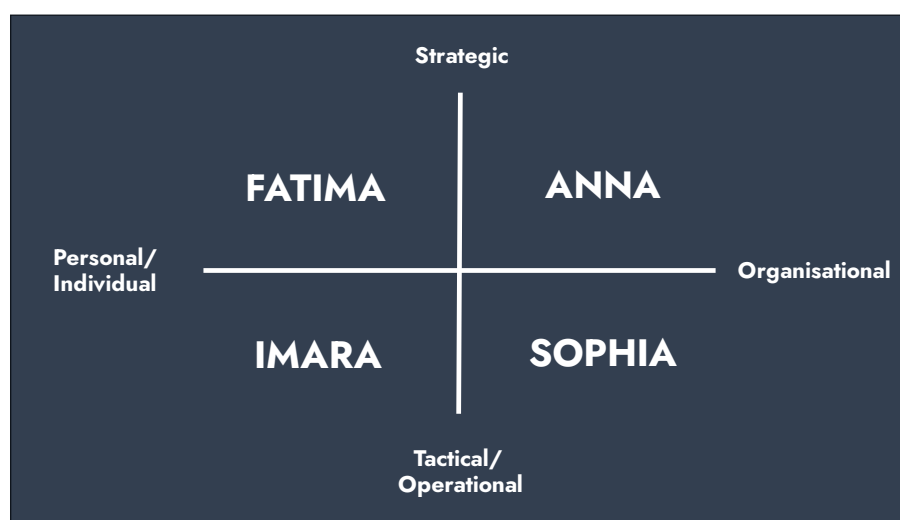 Strategic
FATIMA
ANNA
Personal/
Individual
Organisational
IMARA
SOPHIA
Tactical/
Operational